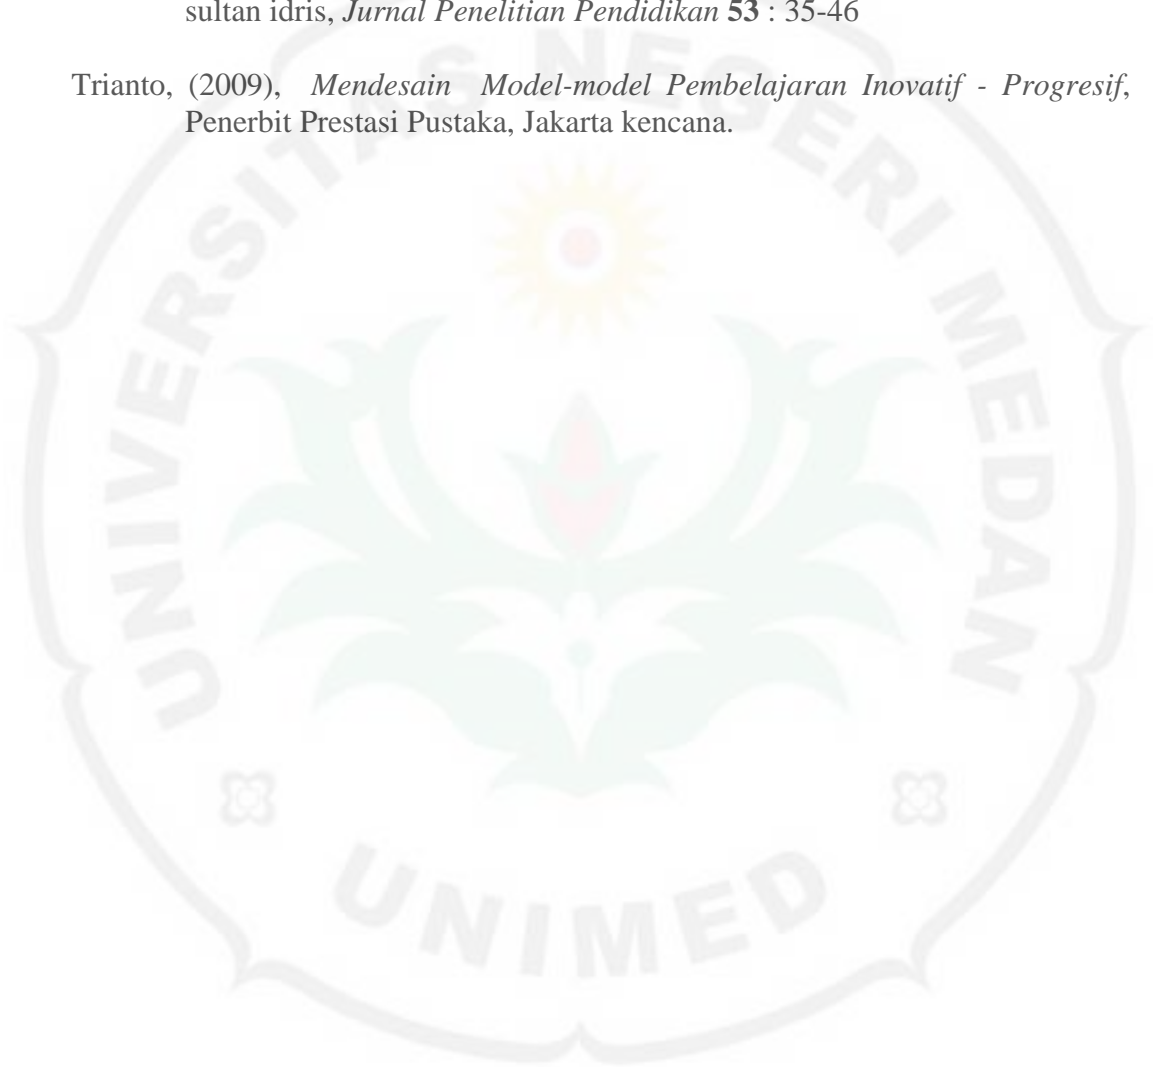 sultan idris, Jurnal Penelitian Pendidikan 53 : 35-46
Trianto, (2009), Mendesain Model-model Pembelajaran Inovatif - Progresif,
Penerbit Prestasi Pustaka, Jakarta kencana.
UNIVERSITAS NEGERI MEDAN
UNIMED